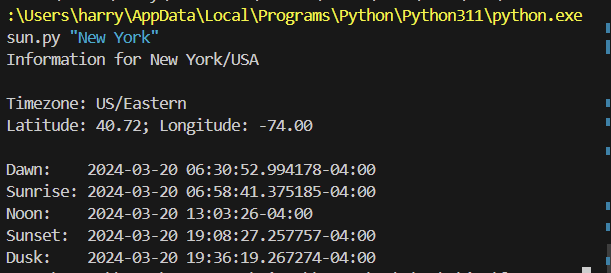 :\Users\harry\AppData\Local\Programs\Python\Python311\python.exe
sun.py "New York"
Information for New York/USA
Timezone: US/Eastern
Latitude: 40.72; Longitude: -74.00
Dawn:    2024-03-20 06:30:52.994178-04:00
Sunrise: 2024-03-20 06:58:41.375185-04:00
Noon:    2024-03-20 13:03:26-04:00
Sunset:  2024-03-20 19:08:27.257757-04:00
Dusk:    2024-03-20 19:36:19.267274-04:00